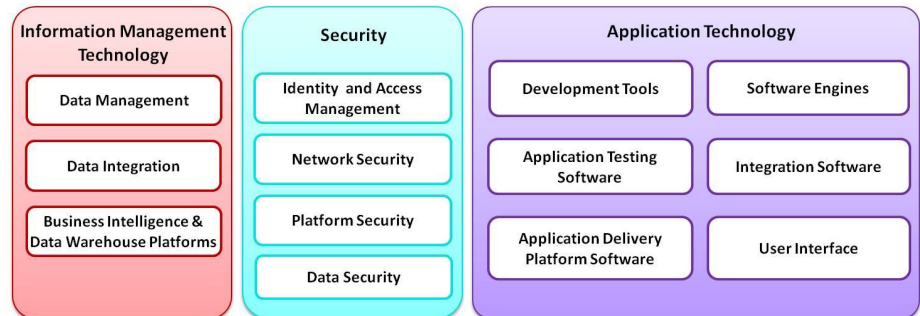 Information Management
Technology
Data Management
Data Integration
Business Intelligence &
Data Warehouse Platforms
Security
Identity and Access
Management
Network Security
Platform Security
Data Security
Application Technology
Development Tools
Software Engines
Application Testing
Software
Integration Software
Application Delivery
Platform Software
User Interface